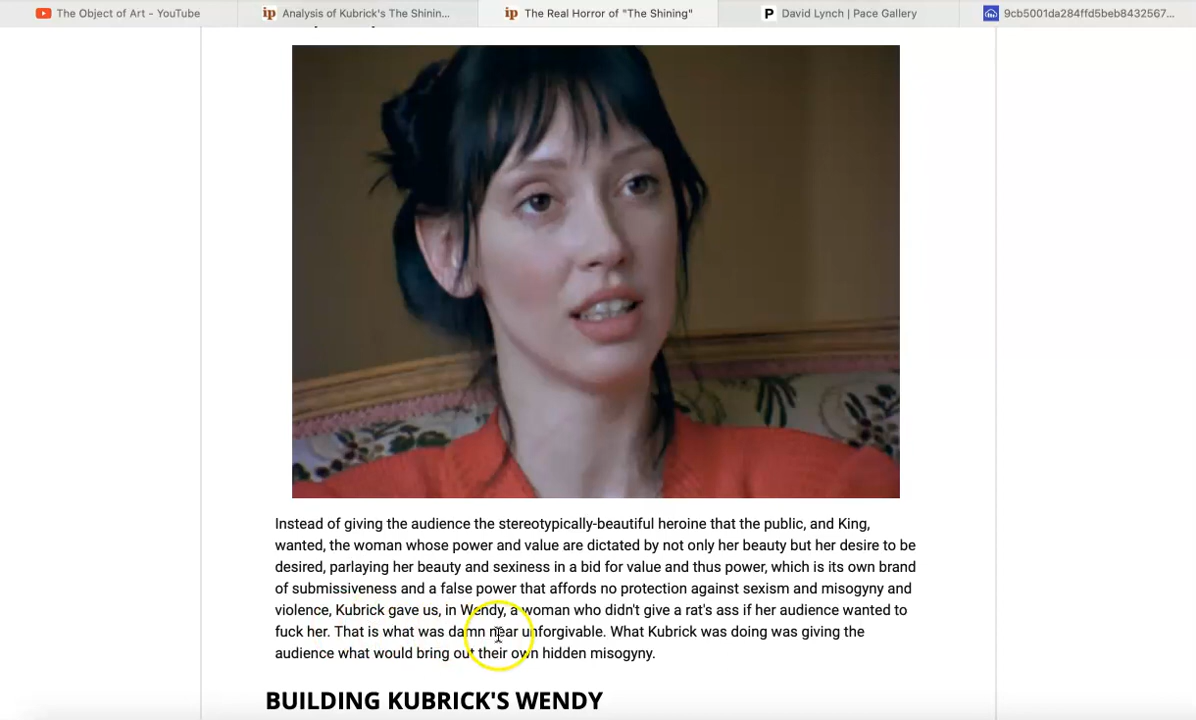 The Object of Art - YouTube
ip Analysis of Kubrick's The Shinin...
ip The Real Horror of "The Shining"
P David Lynch | Pace Gallery
9cb5001da284ffd5beb8432567...
Instead of giving the audience the stereotypically-beautiful heroine that the public, and King,
wanted, the woman whose power and value are dictated by not only her beauty but her desire to be
desired, parlaying her beauty and sexiness in a bid for value and thus power, which is its own brand
of submissiveness and a false power that affords no protection against sexism and misogyny and
violence, Kubrick gave us, in Wendy, a woman who didn't give a rat's ass if her audience wanted to
fuck her. That is what was damn near unforgivable. What Kubrick was doing was giving the
audience what would bring out their own hidden misogyny.
BUILDING KUBRICK'S WENDY